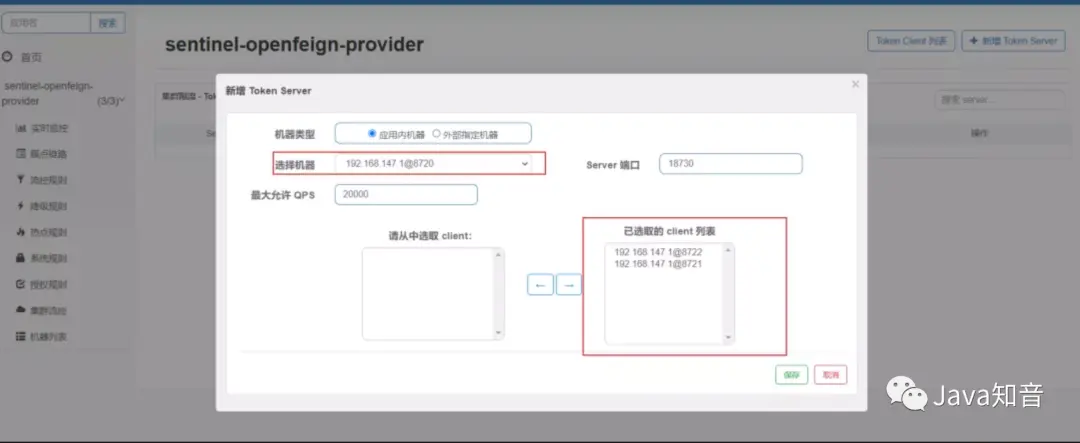 应用名 搜索
首页
sentinel-openfeign-
provider (3/3)
实时监控
簇点链路
流控规则
降级规则
热点规则
系统规则
授权规则
集群流控
机器列表
sentinel-openfeign-provider
Token Client 列表
+ 新增 Token Server
集群限流 - Tok
搜索 server...
Se
操作
新增 Token Server
×
机器类型 应用内机器 外部指定机器
选择机器 192.168.147.1@8720
Server 端口 18730
最大允许 QPS 20000
请从中选取 client:
← →
已选取的 client 列表
192.168.147.1@8722
192.168.147.1@8721
保存 取消
Java知音